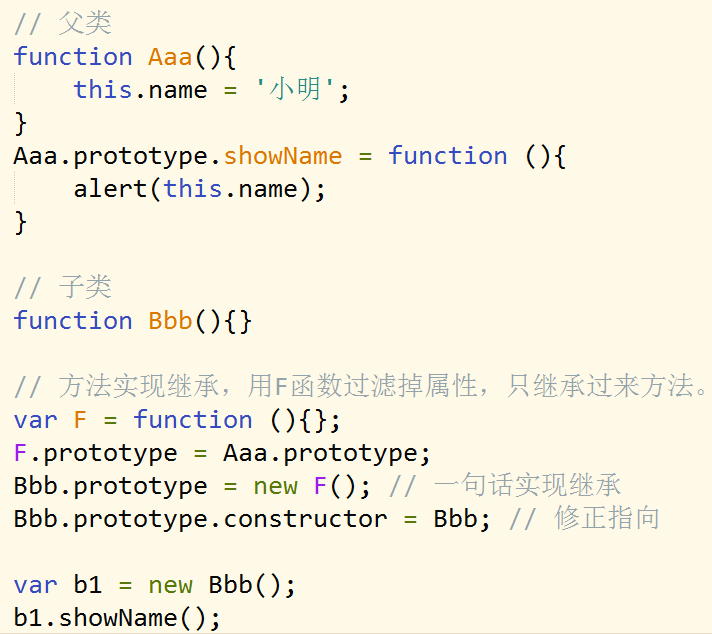 // 父类
function Aaa(){
    this.name = '小明';
}
Aaa.prototype.showName = function (){
    alert(this.name);
}
// 子类
function Bbb(){}
// 方法实现继承，用F函数过滤掉属性，只继承过来方法。
var F = function (){};
F.prototype = Aaa.prototype;
Bbb.prototype = new F(); // 一句话实现继承
Bbb.prototype.constructor = Bbb; // 修正指向
var b1 = new Bbb();
b1.showName();